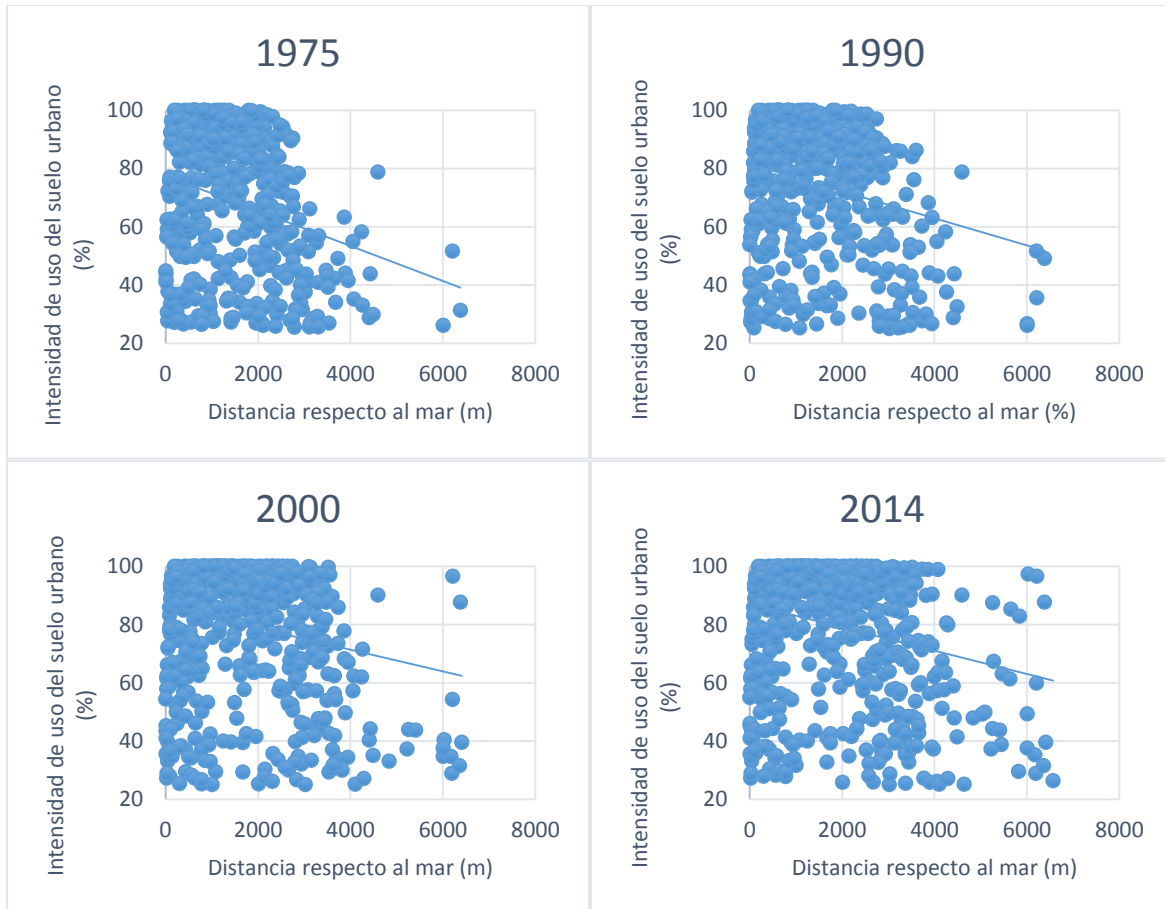 1975
Intensidad de uso del suelo urbano
(%)
100
80
60
40
20
0 2000 4000 6000 8000
Distancia respecto al mar (m)
1990
Intensidad de uso del suelo urbano
(%)
100
80
60
40
20
0 2000 4000 6000 8000
Distancia respecto al mar (%)
2000
Intensidad de uso del suelo urbano
(%)
100
80
60
40
20
0 2000 4000 6000 8000
Distancia respecto al mar (m)
2014
Intensidad de uso del suelo urbano
(%)
100
80
60
40
20
0 2000 4000 6000 8000
Distancia respecto al mar (m)